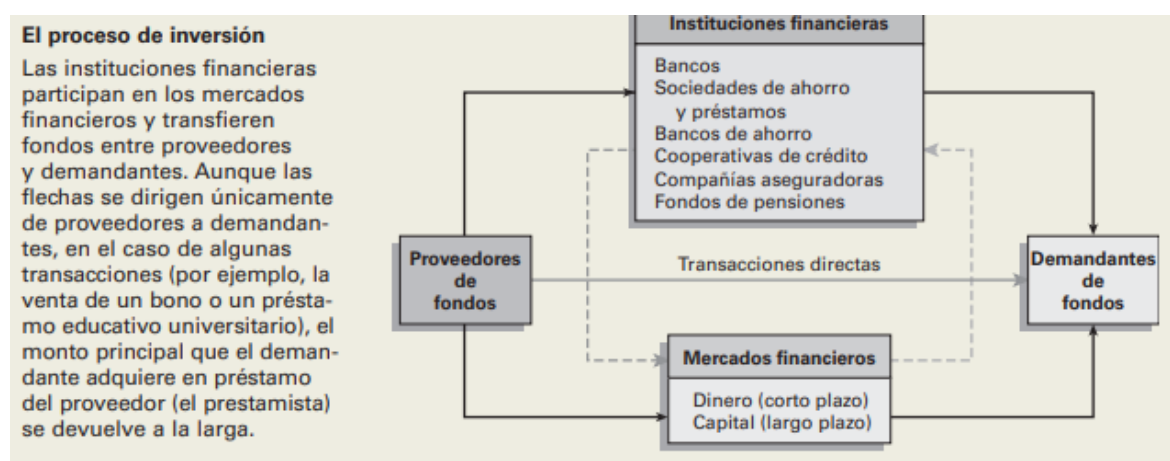 El proceso de inversión
Las instituciones financieras
participan en los mercados
financieros y transfieren
fondos entre proveedores
y demandantes. Aunque las
flechas se dirigen únicamente
de proveedores a demandan-
tes, en el caso de algunas
transacciones (por ejemplo, la
venta de un bono o un présta-
mo educativo universitario), el
monto principal que el deman-
dante adquiere en préstamo
del proveedor (el prestamista)
se devuelve a la larga.
Instituciones financieras
Bancos
Sociedades de ahorro
y préstamos
Bancos de ahorro
Cooperativas de crédito
Compañías aseguradoras
Fondos de pensiones
Proveedores
de
fondos
Transacciones directas
Demandantes
de
fondos
Mercados financieros
Dinero (corto plazo)
Capital (largo plazo)